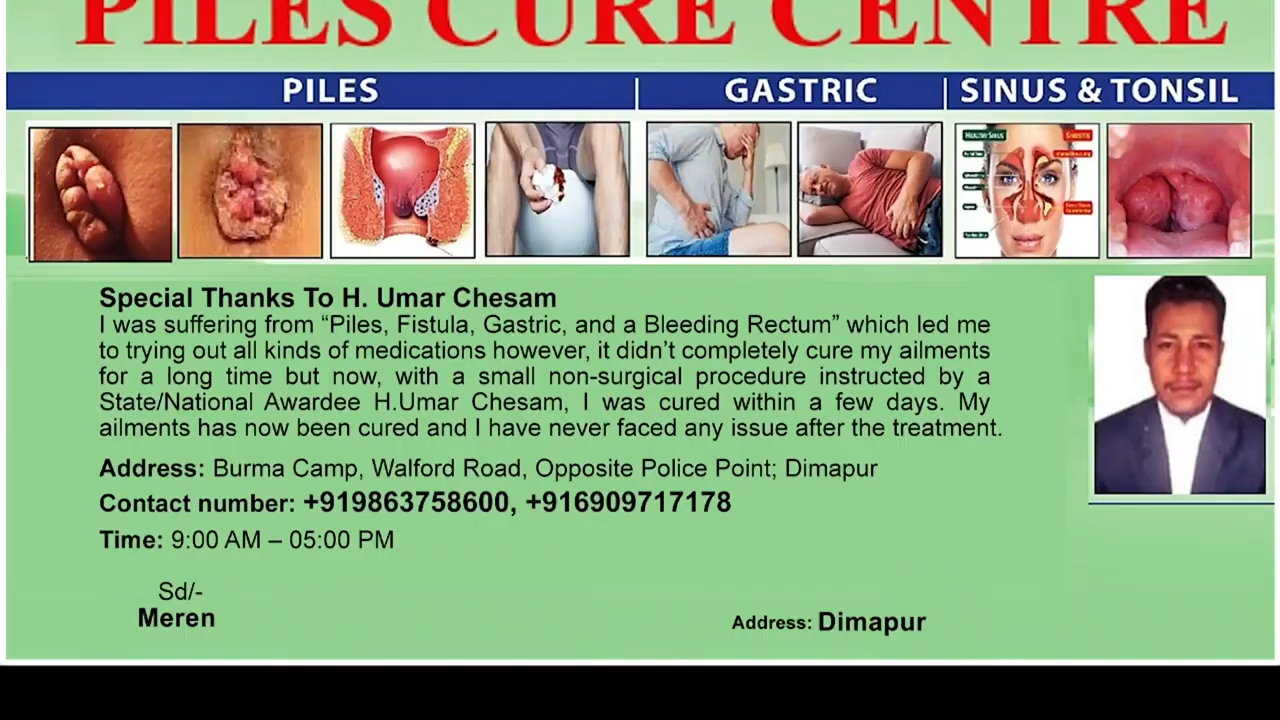 PILES CURE CENTRE
PILES | GASTRIC | SINUS & TONSIL
HEALTHY SINUS
SINUSITIS
Special Thanks To H. Umar Chesam
I was suffering from “Piles, Fistula, Gastric, and a Bleeding Rectum” which led me
to trying out all kinds of medications however, it didn’t completely cure my ailments
for a long time but now, with a small non-surgical procedure instructed by a
State/National Awardee H.Umar Chesam, I was cured within a few days. My
ailments has now been cured and I have never faced any issue after the treatment.
Address: Burma Camp, Walford Road, Opposite Police Point; Dimapur
Contact number: +919863758600, +916909717178
Time: 9:00 AM – 05:00 PM
Sd/-
Meren
Address: Dimapur